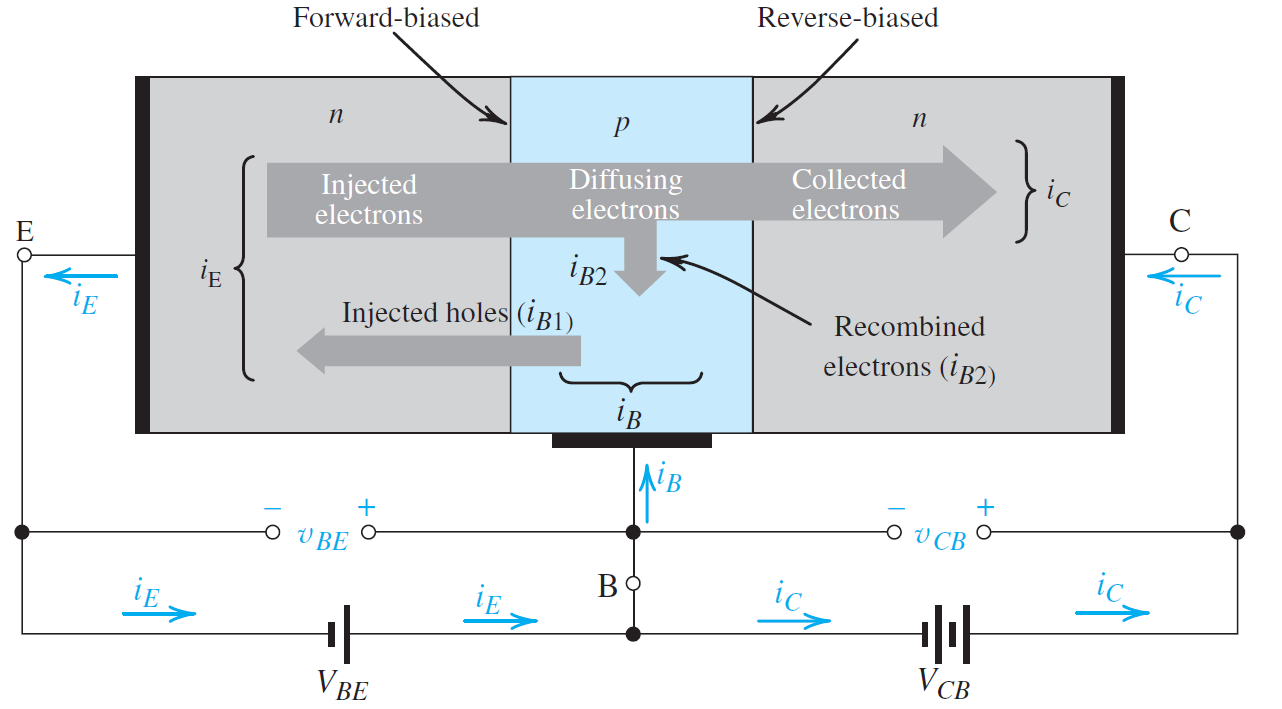 Forward-biased
Reverse-biased
n
p
n
Injected
electrons
Diffusing
electrons
Collected
electrons
iC
E
C
iE
iB2
iE
iC
Injected holes (iB1)
Recombined
electrons (iB2)
iB
iB
− vBE +
− vCB +
B
iE
iE
iC
iC
VBE
VCB